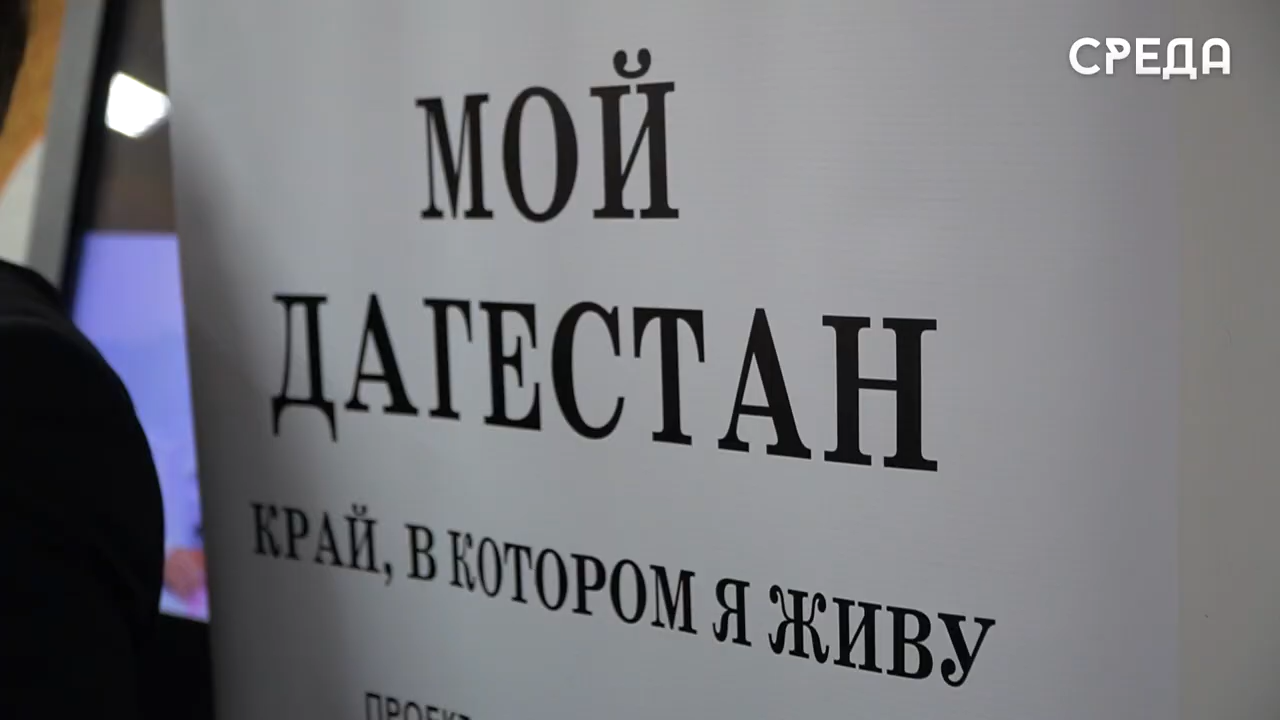 СРЕДА
МОЙ
ДАГЕСТАН
КРАЙ, В КОТОРОМ Я ЖИВУ